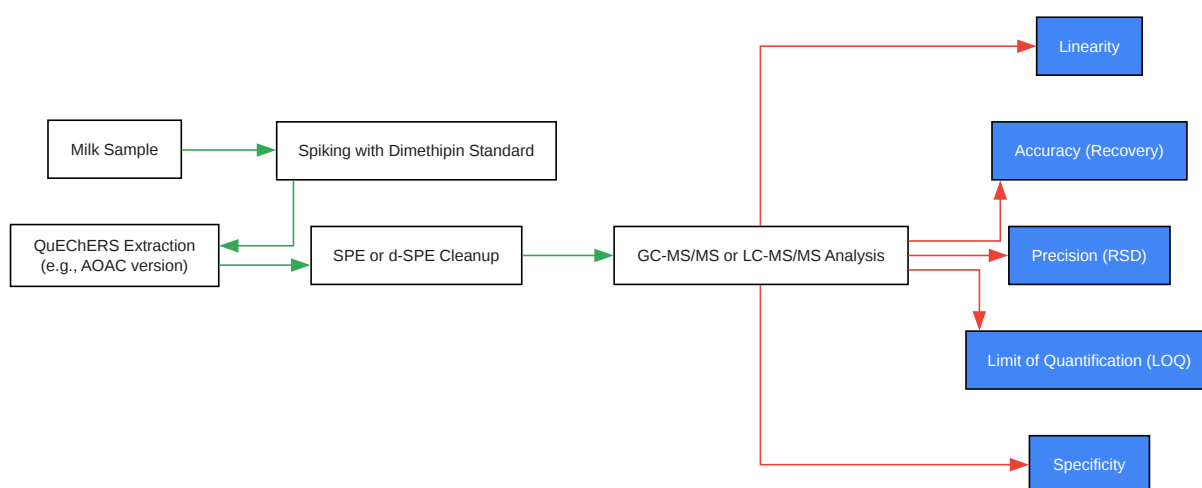 Linearity
Milk Sample
Spiking with Dimethipin Standard
Accuracy (Recovery)
QuEChERS Extraction
(e.g., AOAC version)
SPE or d-SPE Cleanup
GC-MS/MS or LC-MS/MS Analysis
Precision (RSD)
Limit of Quantification (LOQ)
Specificity